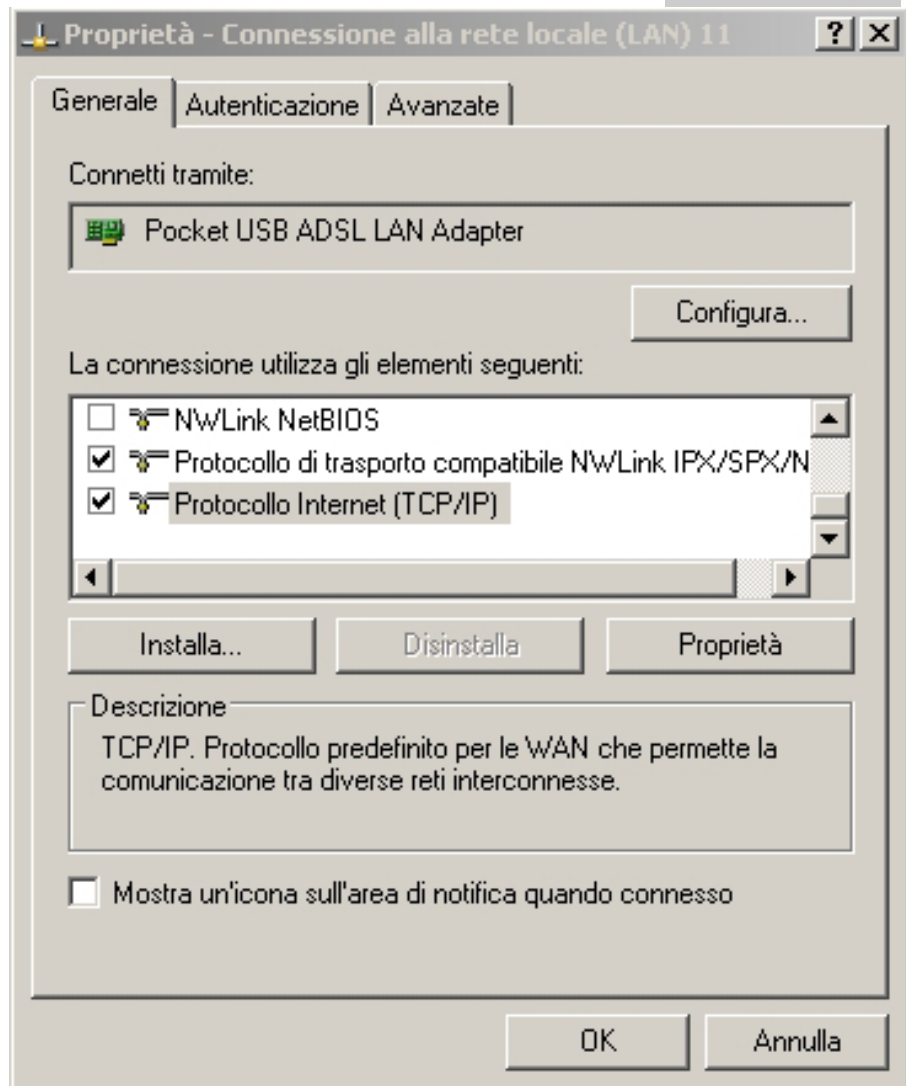 Proprietà - Connessione alla rete locale (LAN) 11
Generale Autenticazione Avanzate
Connetti tramite:
Pocket USB ADSL LAN Adapter
Configura...
La connessione utilizza gli elementi seguenti:
NWLink NetBIOS
Protocollo di trasporto compatibile NWLink IPX/SPX/N
Protocollo Internet (TCP/IP)
Installa... Disinstalla Proprietà
Descrizione
TCP/IP. Protocollo predefinito per le WAN che permette la
comunicazione tra diverse reti interconnesse.
Mostra un'icona sull'area di notifica quando connesso
OK Annulla